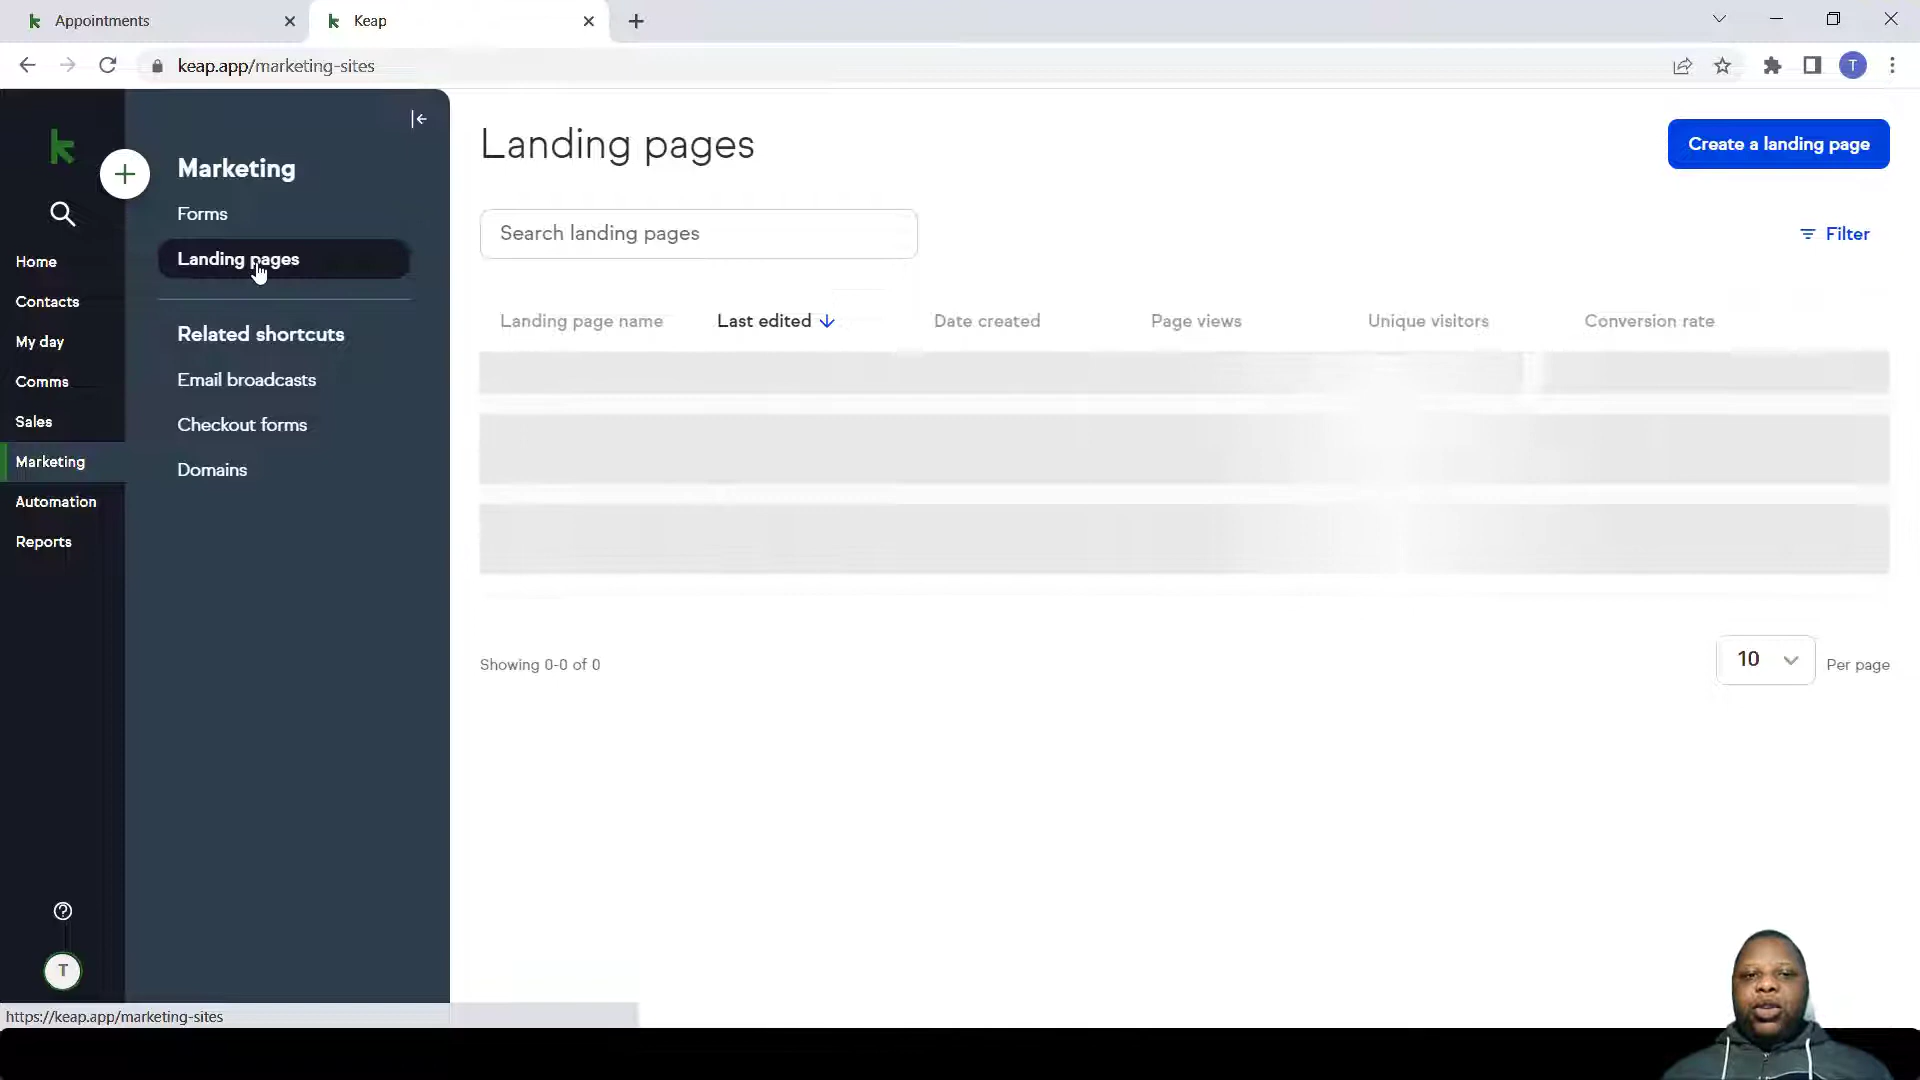 Appointments
Keap
keap.app/marketing-sites
T
Marketing
Forms
Landing pages
Related shortcuts
Email broadcasts
Checkout forms
Domains
Home
Contacts
My day
Comms
Sales
Marketing
Automation
Reports
T
Landing pages
Create a landing page
Search landing pages
Filter
Landing page name
Last edited
Date created
Page views
Unique visitors
Conversion rate
Showing 0-0 of 0
10
Per page
https://keap.app/marketing-sites